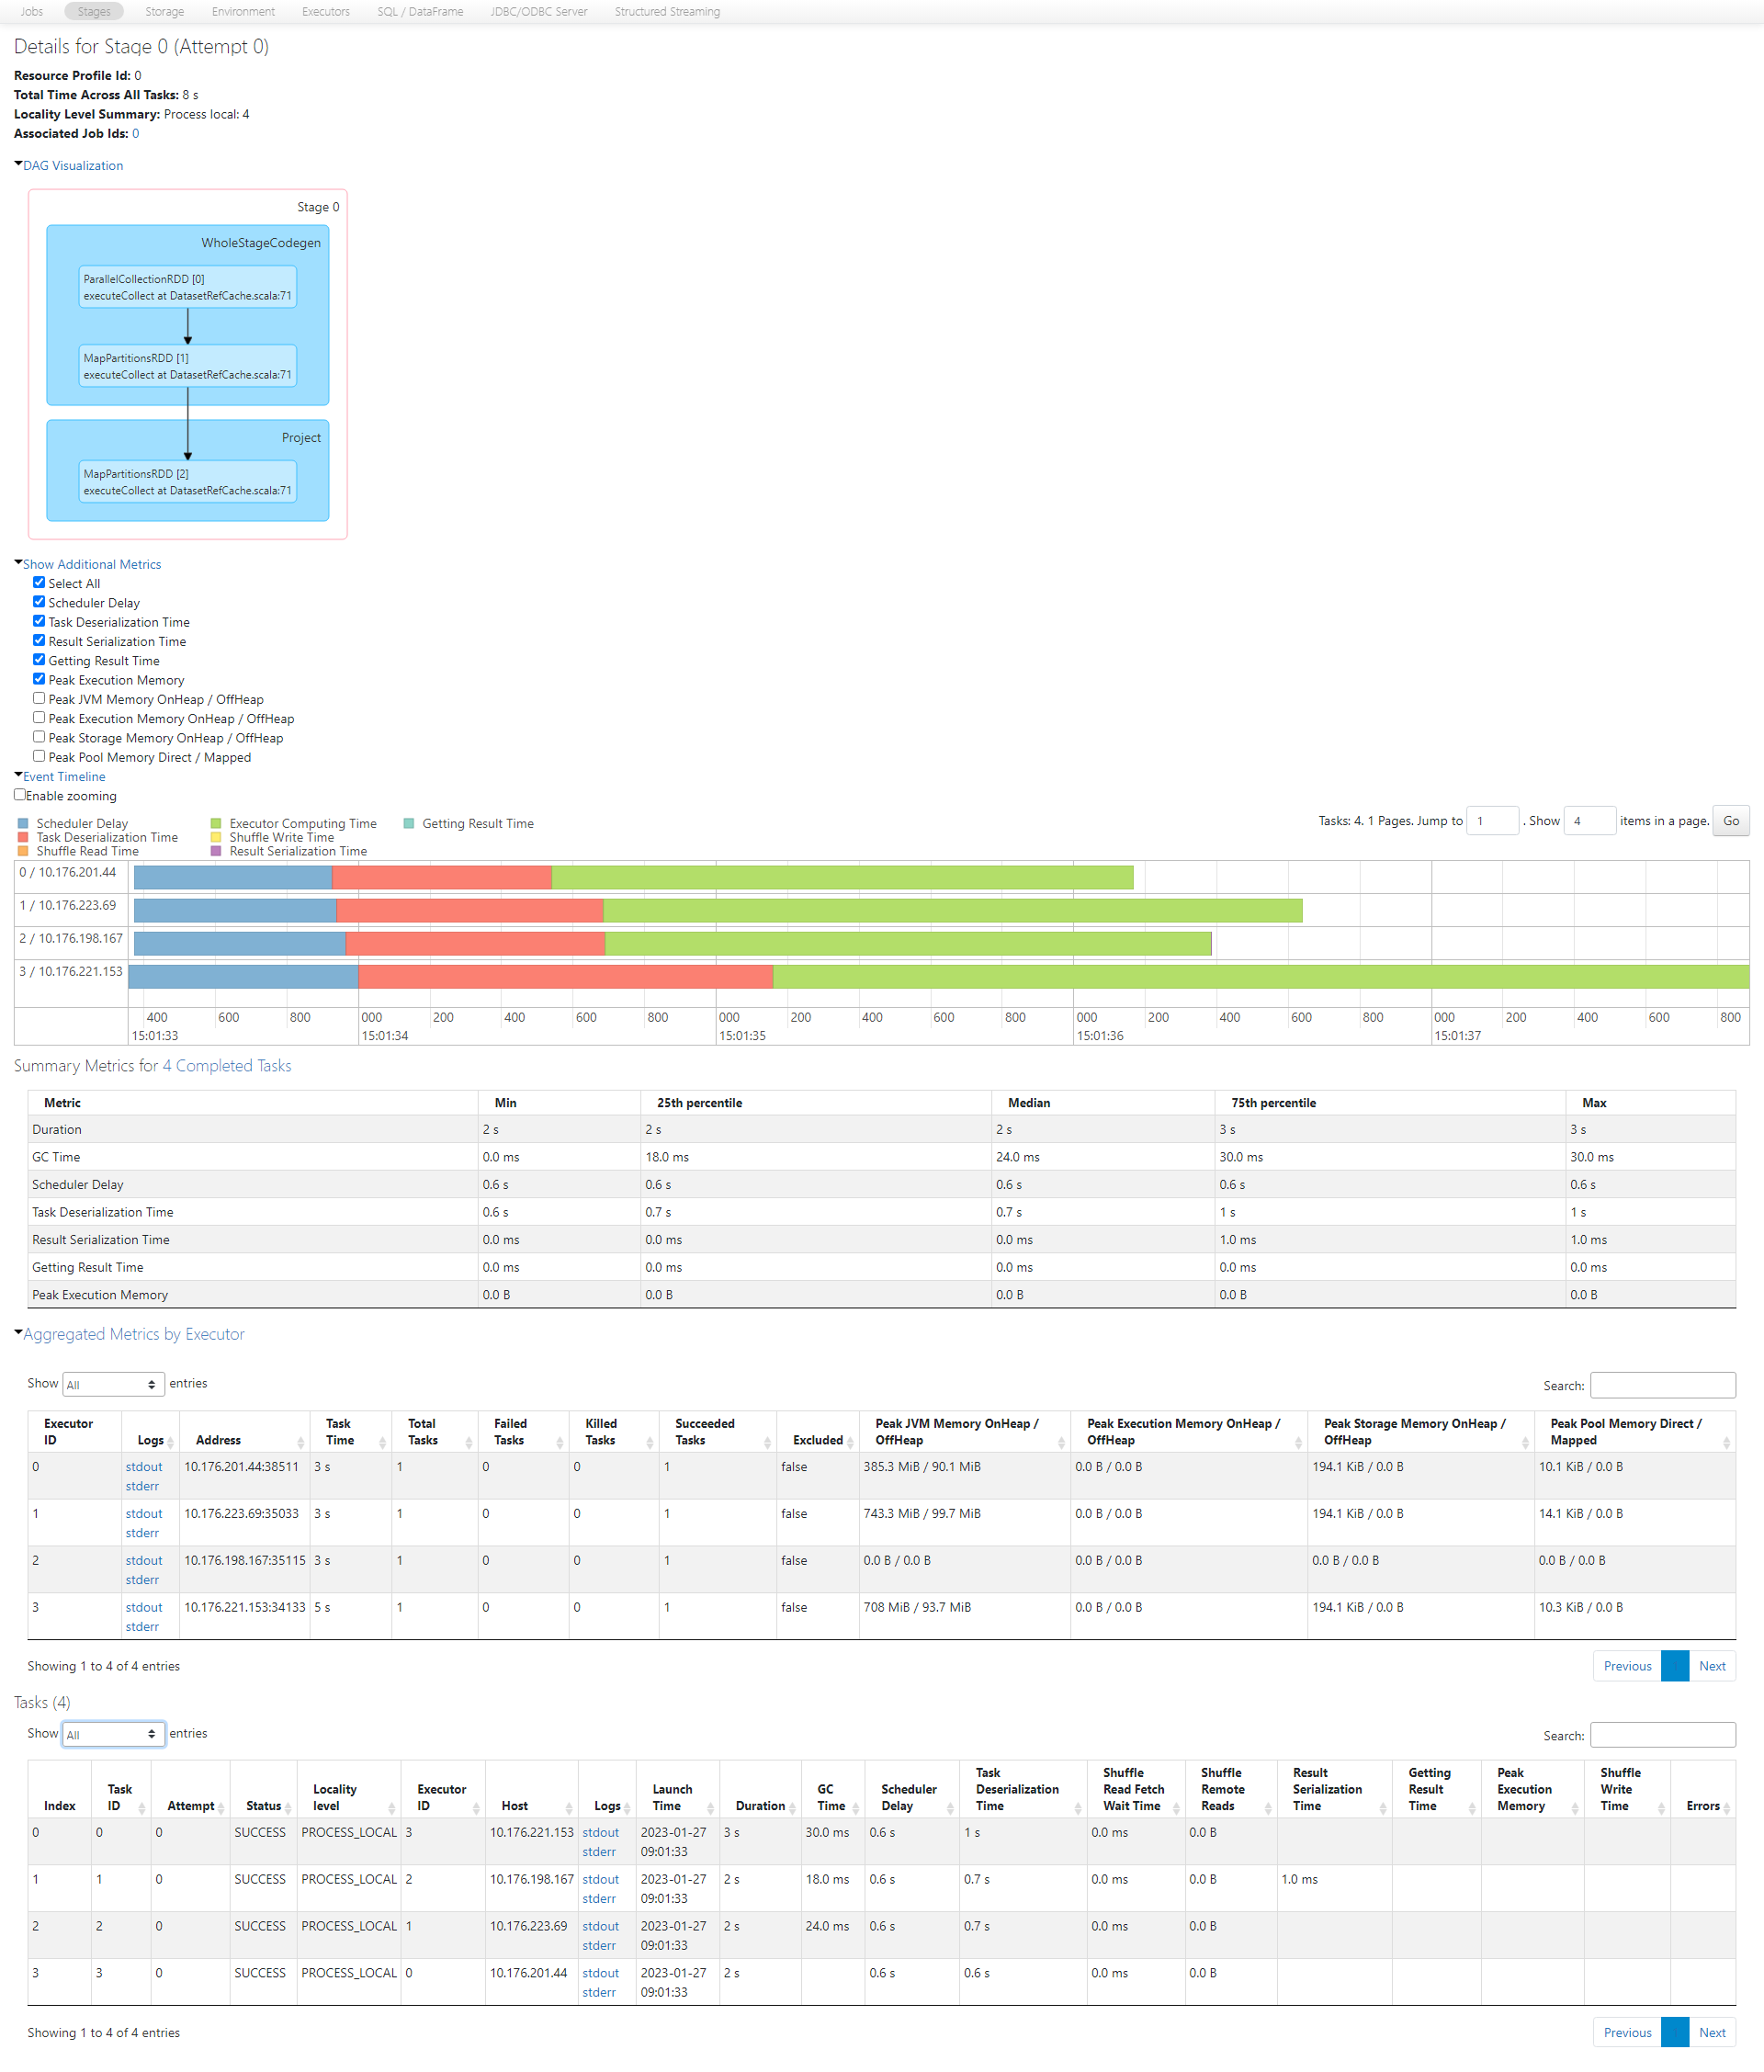 Jobs Stages Storage Environment Executors SQL / DataFrame JDBC/ODBC Server Structured Streaming
Details for Stage 0 (Attempt 0)
Resource Profile Id: 0
Total Time Across All Tasks: 8 s
Locality Level Summary: Process local: 4
Associated Job Ids: 0
DAG Visualization
Stage 0
WholeStageCodegen
ParallelCollectionRDD [0]
executeCollect at DatasetRefCache.scala:71
MapPartitionsRDD [1]
executeCollect at DatasetRefCache.scala:71
Project
MapPartitionsRDD [2]
executeCollect at DatasetRefCache.scala:71
Show Additional Metrics
Select All
Scheduler Delay
Task Deserialization Time
Result Serialization Time
Getting Result Time
Peak Execution Memory
Peak JVM Memory OnHeap / OffHeap
Peak Execution Memory OnHeap / OffHeap
Peak Storage Memory OnHeap / OffHeap
Peak Pool Memory Direct / Mapped
Event Timeline
Enable zooming
Tasks: 4. 1 Pages. Jump to 1 . Show 4 items in a page. Go
Scheduler Delay Executor Computing Time Getting Result Time
Task Deserialization Time Shuffle Write Time
Shuffle Read Time Result Serialization Time
0 / 10.176.201.44
1 / 10.176.223.69
2 / 10.176.198.167
3 / 10.176.221.153
400 600 800 000 200 400 600 800 000 200 400 600 800 000 200 400 600 800 000 200 400 600 800
15:01:33 15:01:34 15:01:35 15:01:36 15:01:37
Summary Metrics for 4 Completed Tasks
Metric Min 25th percentile Median 75th percentile Max
Duration 2 s 2 s 2 s 3 s 3 s
GC Time 0.0 ms 18.0 ms 24.0 ms 30.0 ms 30.0 ms
Scheduler Delay 0.6 s 0.6 s 0.6 s 0.6 s 0.6 s
Task Deserialization Time 0.6 s 0.7 s 0.7 s 1 s 1 s
Result Serialization Time 0.0 ms 0.0 ms 0.0 ms 1.0 ms 1.0 ms
Getting Result Time 0.0 ms 0.0 ms 0.0 ms 0.0 ms 0.0 ms
Peak Execution Memory 0.0 B 0.0 B 0.0 B 0.0 B 0.0 B
Aggregated Metrics by Executor
Show All entries Search:
Executor Task Total Failed Killed Succeeded Peak JVM Memory OnHeap / Peak Execution Memory OnHeap / Peak Storage Memory OnHeap / Peak Pool Memory Direct /
ID Logs Address Time Tasks Tasks Tasks Tasks Excluded OffHeap OffHeap OffHeap Mapped
0 stdout 10.176.201.44:38511 3 s 1 0 0 1 false 385.3 MiB / 90.1 MiB 0.0 B / 0.0 B 194.1 KiB / 0.0 B 10.1 KiB / 0.0 B
stderr
1 stdout 10.176.223.69:35033 3 s 1 0 0 1 false 743.3 MiB / 99.7 MiB 0.0 B / 0.0 B 194.1 KiB / 0.0 B 14.1 KiB / 0.0 B
stderr
2 stdout 10.176.198.167:35115 3 s 1 0 0 1 false 0.0 B / 0.0 B 0.0 B / 0.0 B 0.0 B / 0.0 B 0.0 B / 0.0 B
stderr
3 stdout 10.176.221.153:34133 5 s 1 0 0 1 false 708 MiB / 93.7 MiB 0.0 B / 0.0 B 194.1 KiB / 0.0 B 10.3 KiB / 0.0 B
stderr
Showing 1 to 4 of 4 entries Previous Next
Tasks (4)
Show All entries Search:
Task Shuffle Shuffle Result Getting Peak Shuffle
Task Locality Executor Launch GC Scheduler Deserialization Read Fetch Remote Serialization Result Execution Write
Index ID Attempt Status level ID Host Logs Time Duration Time Delay Time Wait Time Reads Time Time Memory Time Errors
0 0 0 SUCCESS PROCESS_LOCAL 3 10.176.221.153 stdout 2023-01-27 3 s 30.0 ms 0.6 s 1 s 0.0 ms 0.0 B
stderr 09:01:33
1 1 0 SUCCESS PROCESS_LOCAL 2 10.176.198.167 stdout 2023-01-27 2 s 18.0 ms 0.6 s 0.7 s 0.0 ms 0.0 B 1.0 ms
stderr 09:01:33
2 2 0 SUCCESS PROCESS_LOCAL 1 10.176.223.69 stdout 2023-01-27 2 s 24.0 ms 0.6 s 0.7 s 0.0 ms 0.0 B
stderr 09:01:33
3 3 0 SUCCESS PROCESS_LOCAL 0 10.176.201.44 stdout 2023-01-27 2 s 0.6 s 0.6 s 0.0 ms 0.0 B
stderr 09:01:33
Showing 1 to 4 of 4 entries Previous Next